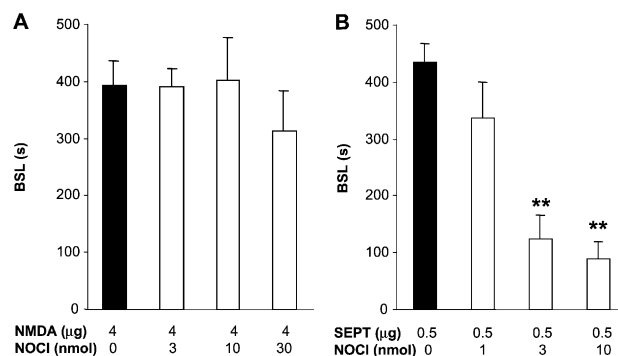 A
500
400
300
200
100
0
BSL (s)
NMDA (µg) 4 4 4 4
NOCI (nmol) 0 3 10 30
B
500
400
300
200
100
0
BSL (s)
**
**
SEPT (µg) 0.5 0.5 0.5 0.5
NOCI (nmol) 0 1 3 10